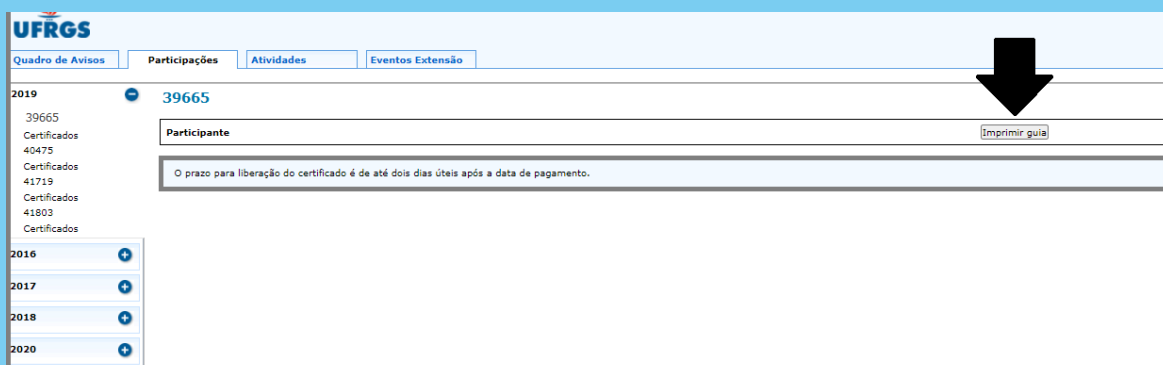 UFRGS
Quadro de Avisos
Participações
Atividades
Eventos Extensão
2019
39665
Certificados
40475
Certificados
41719
Certificados
41803
Certificados
2016
2017
2018
2020
39665
Participante
Imprimir guia
O prazo para liberação do certificado é de até dois dias úteis após a data de pagamento.